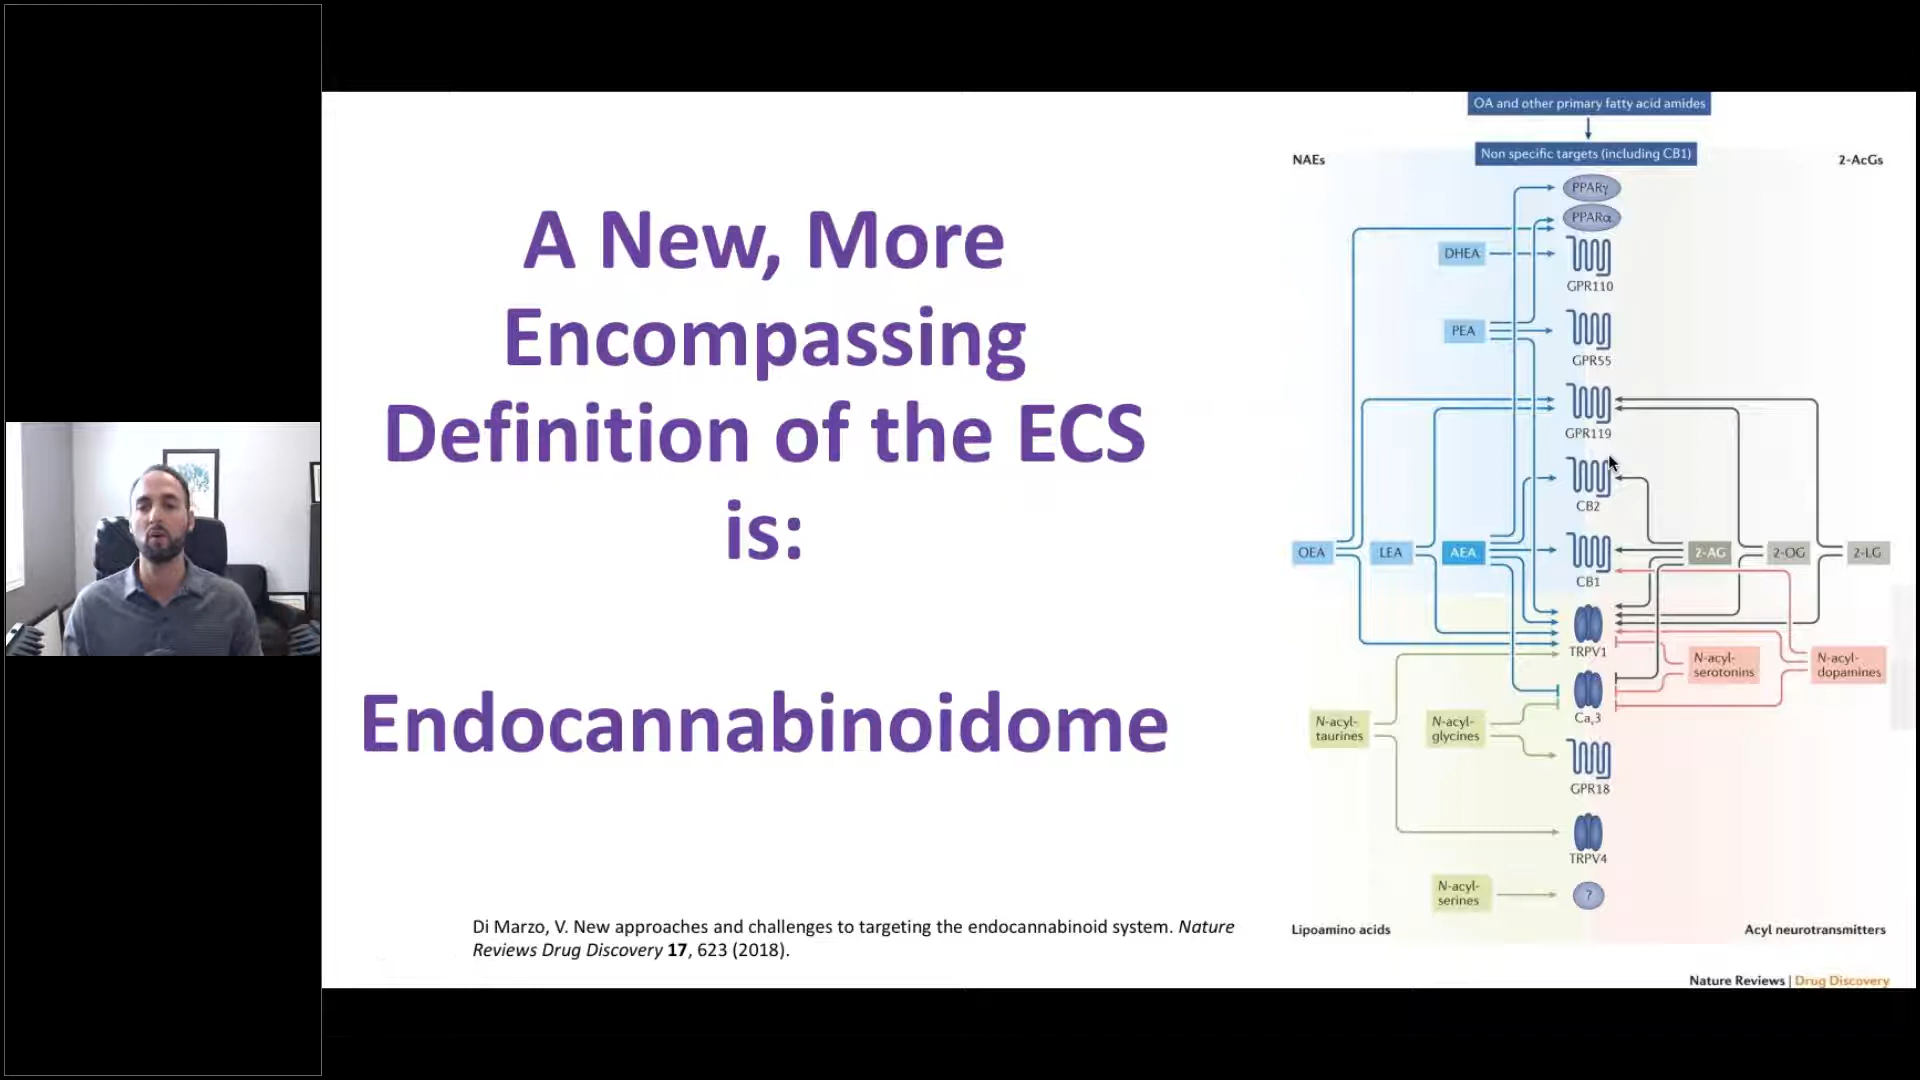 A New, More
Encompassing
Definition of the ECS
is:
Endocannabinoidome
Di Marzo, V. New approaches and challenges to targeting the endocannabinoid system. Nature
Reviews Drug Discovery 17, 623 (2018).
OA and other primary fatty acid amides
Non specific targets (including CB1)
NAEs
2-AcGs
PPARγ
PPARα
DHEA
GPR110
PEA
GPR55
GPR119
CB2
OEA
LEA
AEA
CB1
2-AG
2-OG
2-LG
TRPV1
N-acyl-
serotonins
N-acyl-
dopamines
Cav3
N-acyl-
taurines
N-acyl-
glycines
GPR18
TRPV4
N-acyl-
serines
?
Lipoamino acids
Acyl neurotransmitters
Nature Reviews | Drug Discovery